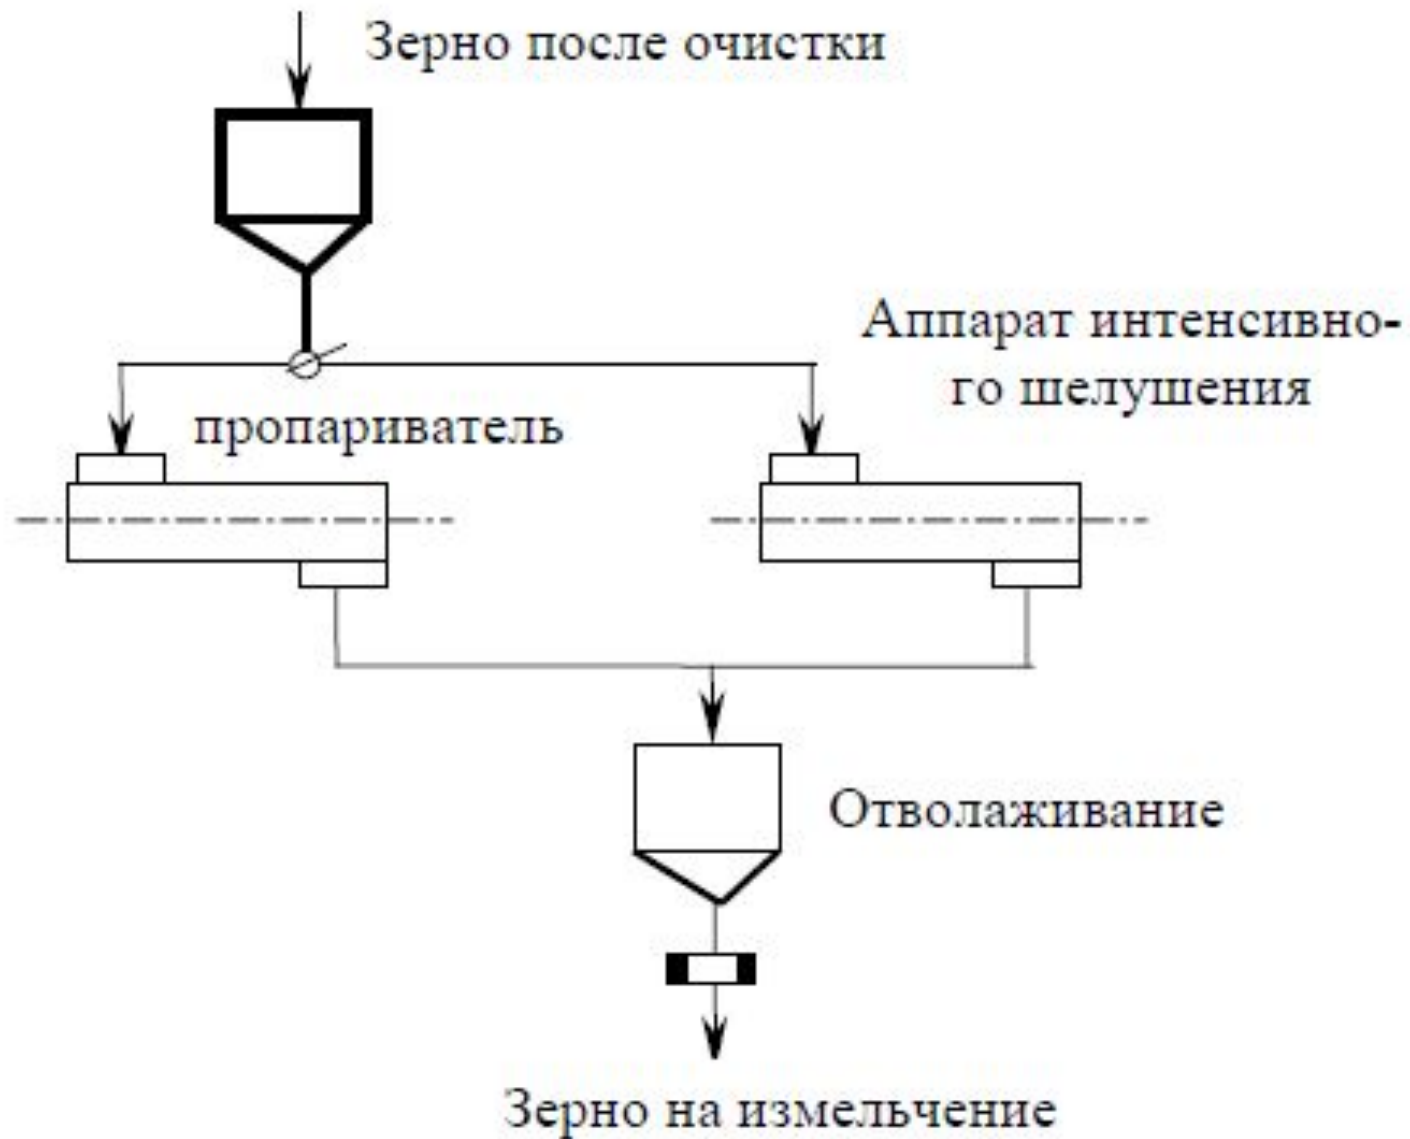 Зерно после очистки
Аппарат интенсивно-
го шелушения
пропариватель
Отволаживание
Зерно на измельчение